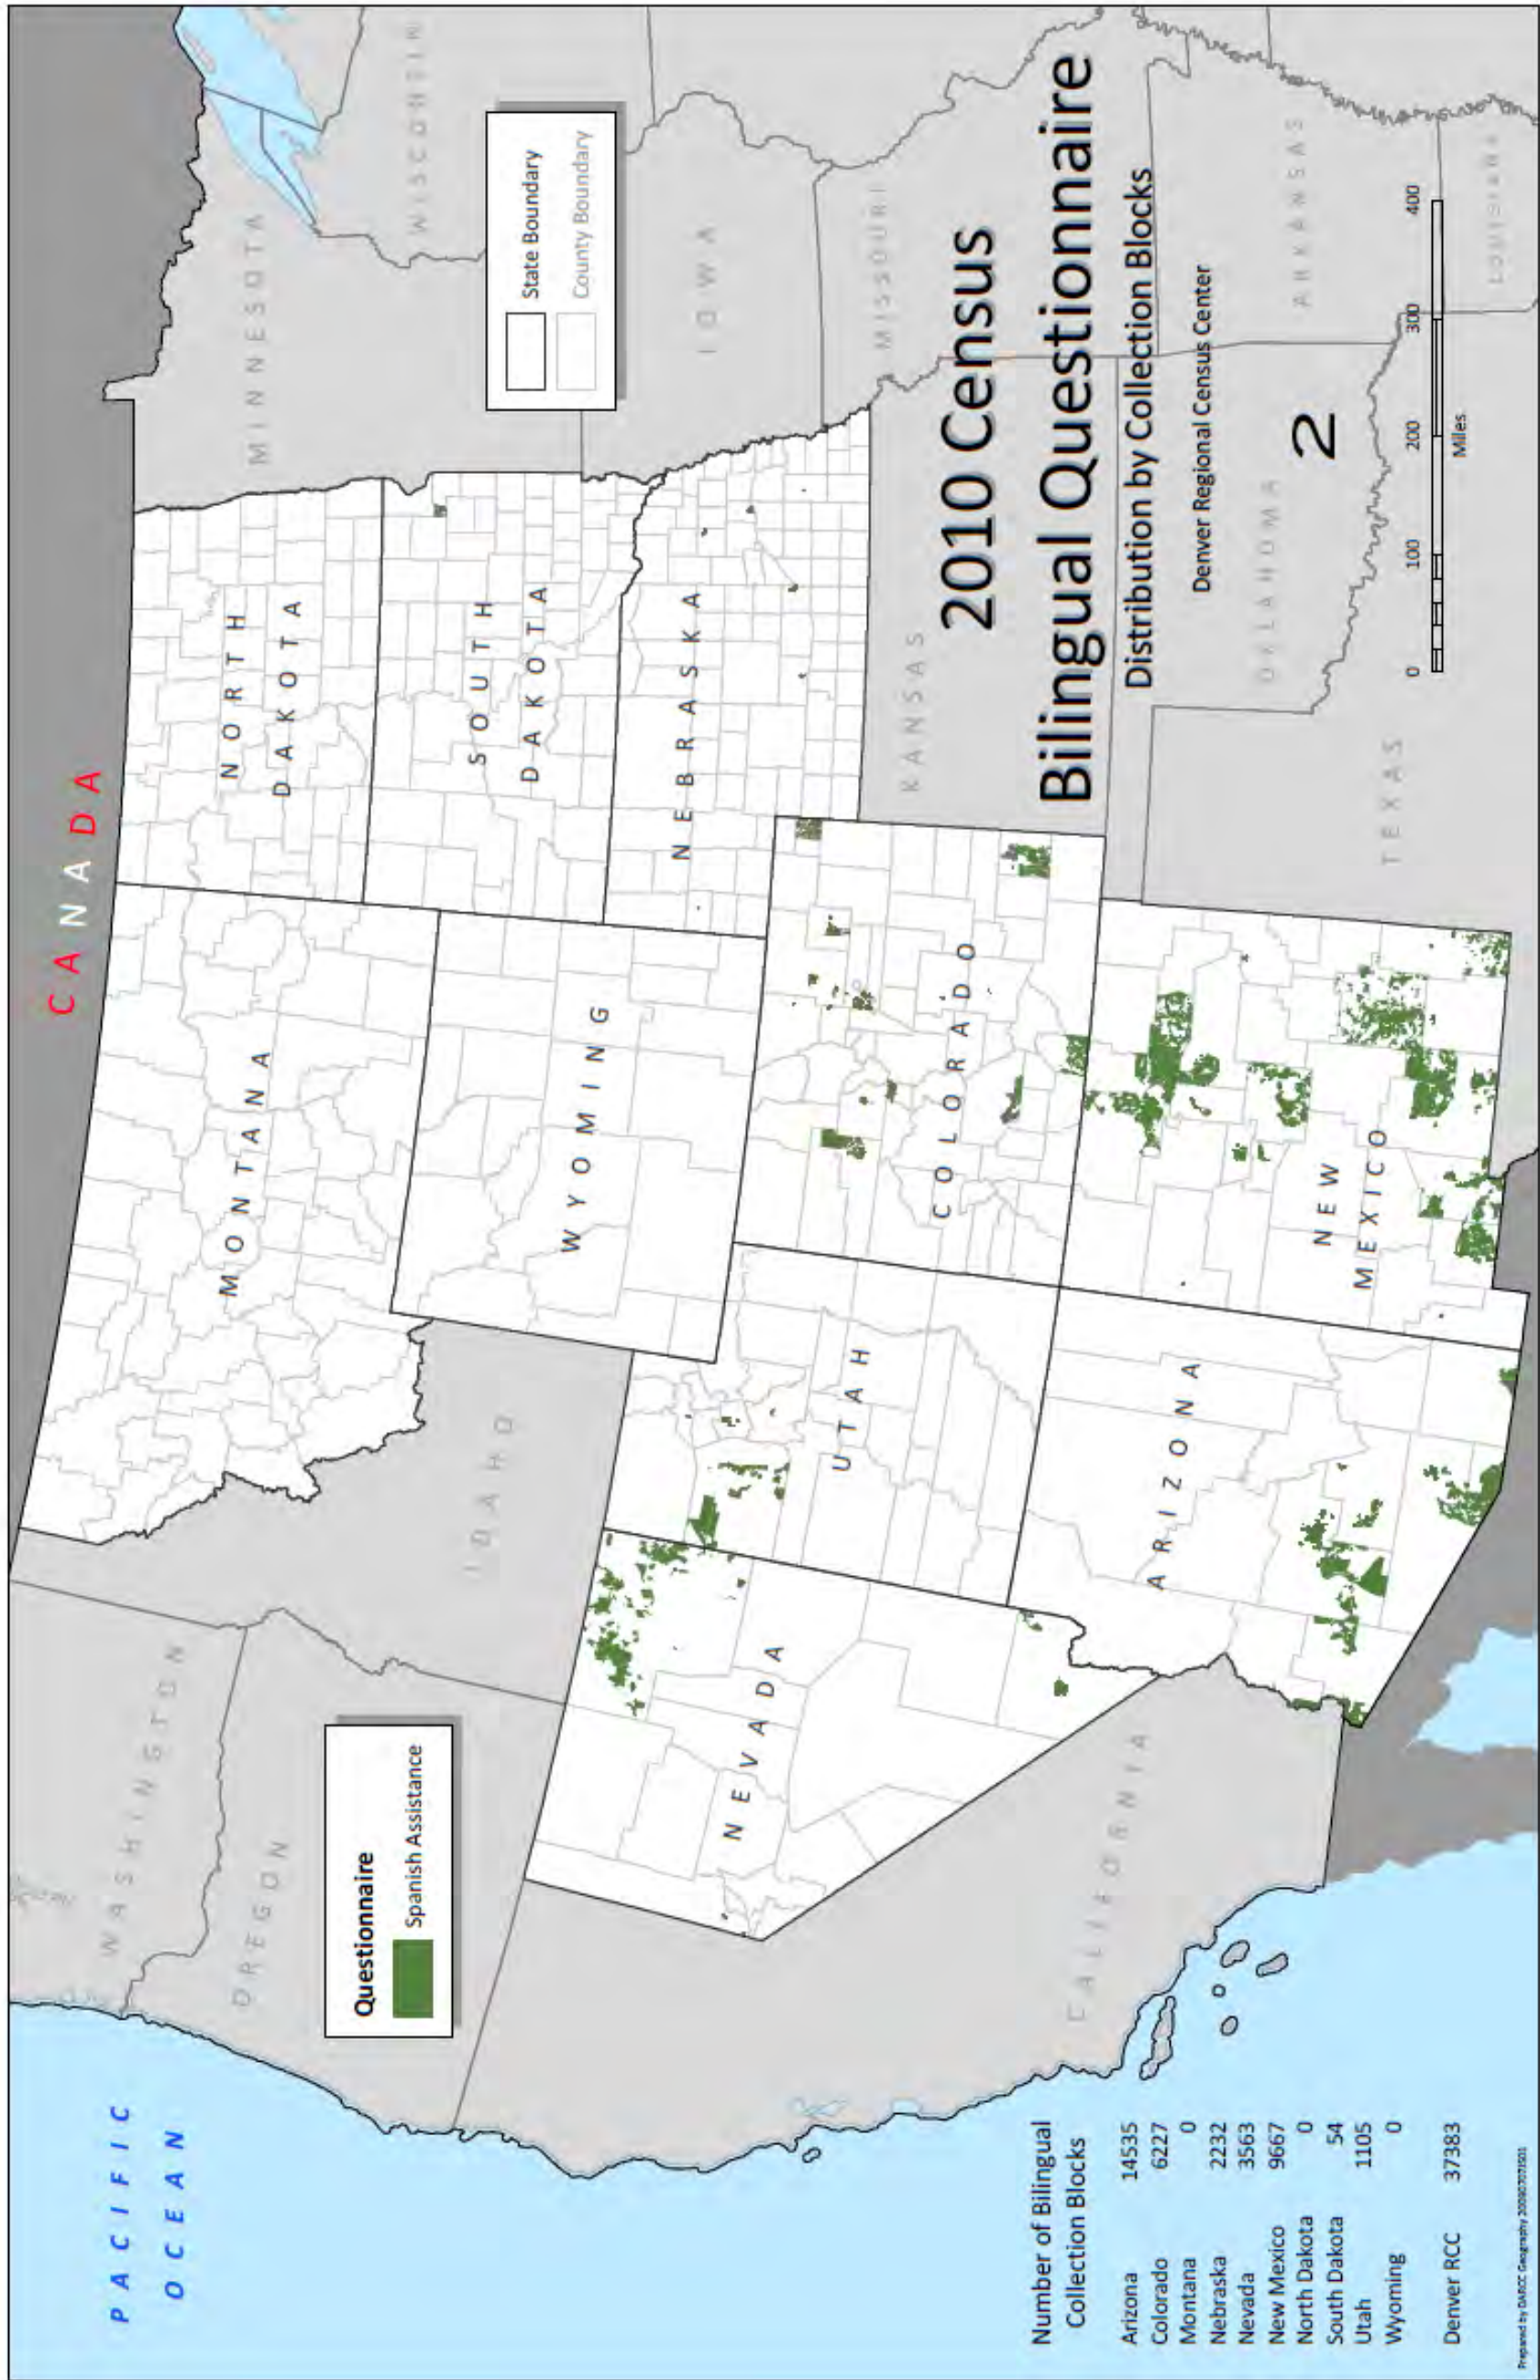 CANADA
PACIFIC
OCEAN
WASHINGTON
OREGON
IDAHO
CALIFORNIA
MONTANA
NORTH
DAKOTA
MINNESOTA
WISCONSIN
SOUTH
DAKOTA
WYOMING
NEBRASKA
IOWA
NEVADA
UTAH
COLORADO
KANSAS
MISSOURI
ARIZONA
NEW
MEXICO
TEXAS
OKLAHOMA
ARKANSAS
LOUISIANA
Questionnaire
Spanish Assistance
State Boundary
County Boundary
2010 Census
Bilingual Questionnaire
Distribution by Collection Blocks
Denver Regional Census Center
2
0 100 200 300 400
Miles
Number of Bilingual
Collection Blocks
Arizona 14535
Colorado 6227
Montana 0
Nebraska 2232
Nevada 3563
New Mexico 9667
North Dakota 0
South Dakota 54
Utah 1105
Wyoming 0
Denver RCC 37383
Prepared by Geography